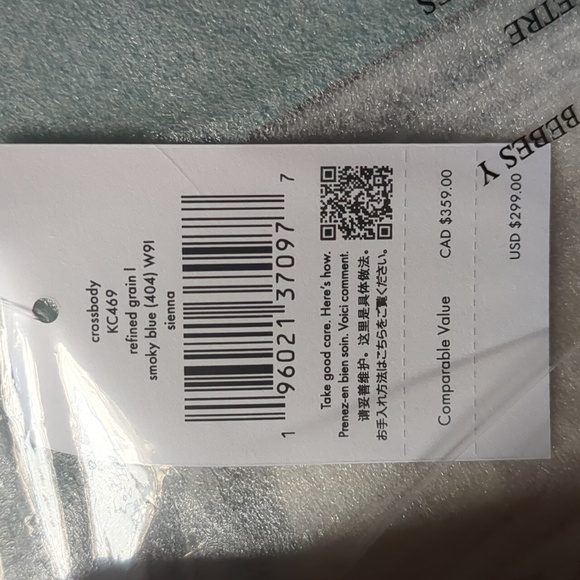 crossbody
KC469
refined grain l
smoky blue (404) W9I
sienna
1 96021 37097 7
Take good care. Here's how.
Prenez-en bien soin. Voici comment.
请妥善维护。这里是具体做法。
お手入れ方法はこちらをご覧ください。
Comparable Value CAD $359.00
USD $299.00
ETRE
BEBES Y